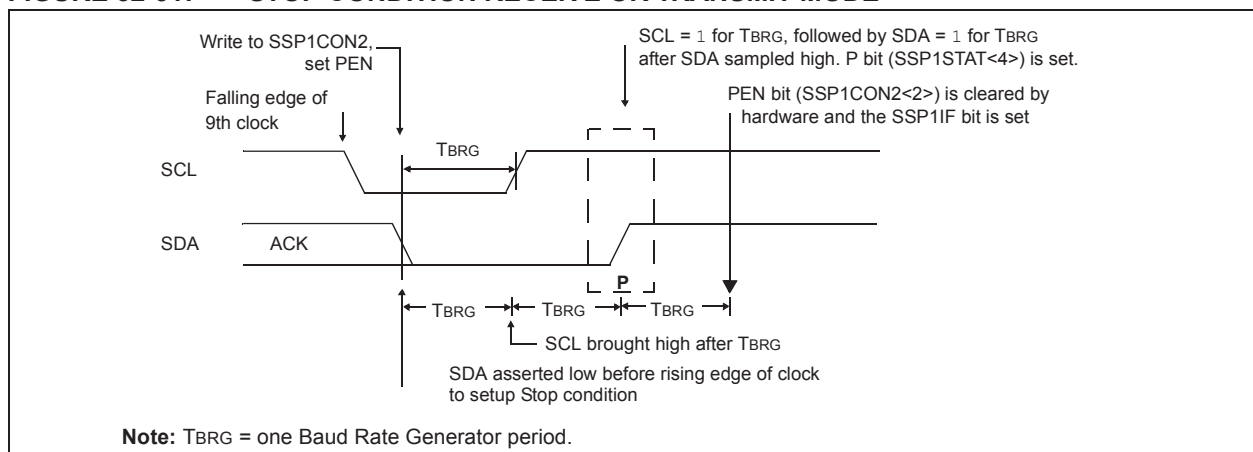 Write to SSP1CON2,
set PEN
SCL = 1 for TBRG, followed by SDA = 1 for TBRG
after SDA sampled high. P bit (SSP1STAT<4>) is set.
PEN bit (SSP1CON2<2>) is cleared by
hardware and the SSP1IF bit is set
Falling edge of
9th clock
TBRG
SCL
SDA
ACK
P
TBRG
TBRG
TBRG
SCL brought high after TBRG
SDA asserted low before rising edge of clock
to setup Stop condition
Note: TBRG = one Baud Rate Generator period.